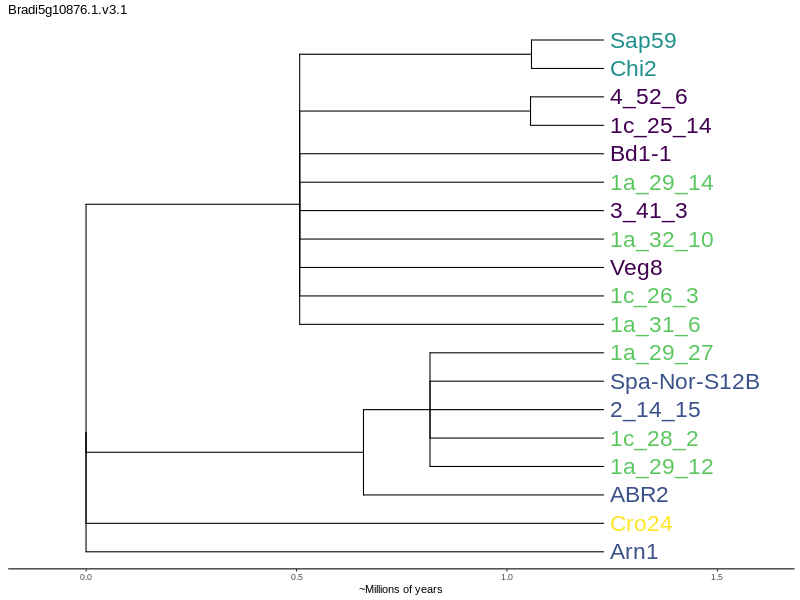 Bradi5g10876.1.v3.1
Sap59
Chi2
4_52_6
1c_25_14
Bd1-1
1a_29_14
3_41_3
1a_32_10
Veg8
1c_26_3
1a_31_6
1a_29_27
Spa-Nor-S12B
2_14_15
1c_28_2
1a_29_12
ABR2
Cro24
Arn1
0.0 0.5 1.0 1.5
~Millions of years